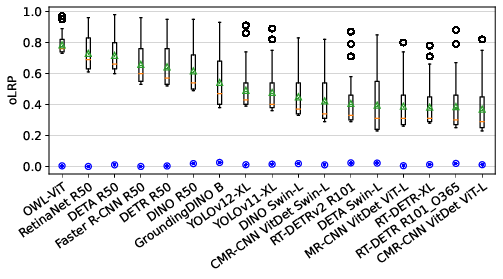 oLRP
1.0
0.8
0.6
0.4
0.2
0.0
OWL-ViT
RetinaNet R50
DETA R50
Faster R-CNN R50
DETR R50
DINO R50
GroundingDINO B
YOLOv12-XL
YOLOv11-XL
DINO Swin-L
CMR-CNN VitDet Swin-L
RT-DETRv2 R101
DETA Swin-L
MR-CNN VitDet ViT-L
RT-DETR-XL
RT-DETR R101_O365
CMR-CNN VitDet ViT-L